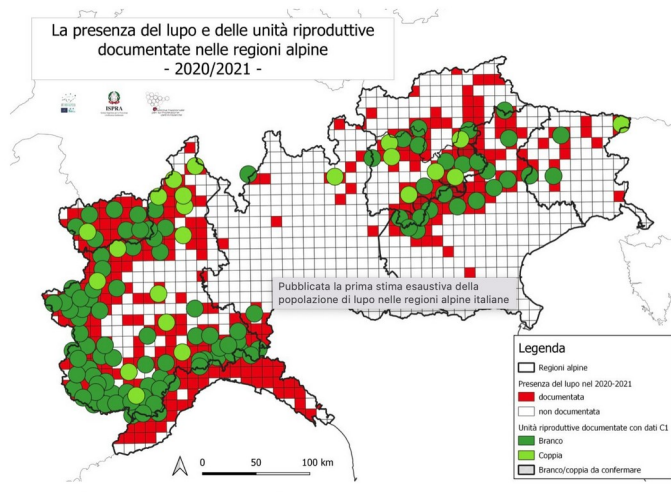 La presenza del lupo e delle unità riproduttive
documentate nelle regioni alpine
- 2020/2021 -
ISPRA
Pubblicata la prima stima esaustiva della
popolazione di lupo nelle regioni alpine italiane
Legenda
Regioni alpine
Presenza del lupo nel 2020-2021
documentata
non documentata
Unità riproduttive documentate con dati C1
Branco
Coppia
Branco/coppia da confermare
0 50 100 km